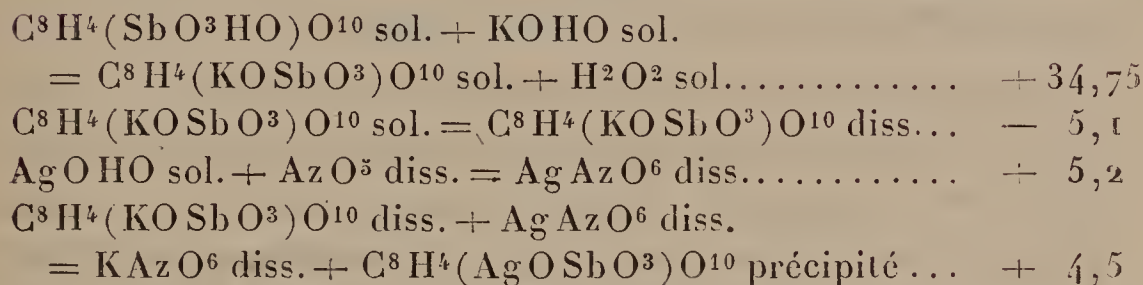 C⁸H⁴(SbO³HO)O¹⁰ sol. + KOHO sol.
= C⁸H⁴(KOSbO³)O¹⁰ sol. + H²O² sol............. + 34,75
C⁸H⁴(KOSbO³)O¹⁰ sol. = C⁸H⁴(KOSbO³)O¹⁰ diss... — 5,1
AgOHO sol. + AzO⁵ diss. = AgAzO⁶ diss........... + 5,2
C⁸H⁴(KOSbO³)O¹⁰ diss. + AgAzO⁶ diss.
= KAzO⁶ diss. + C⁸H⁴(AgOSbO³)O¹⁰ précipité... + 4,5